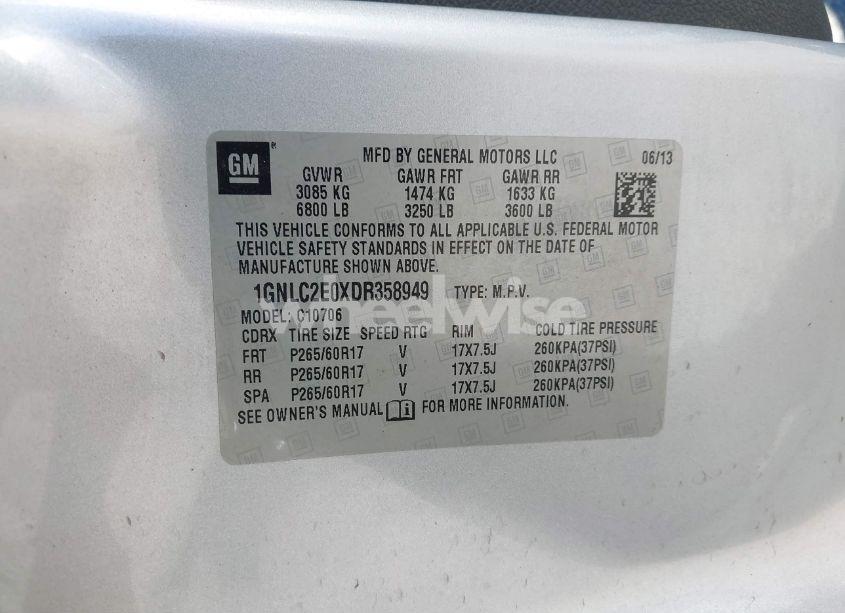 GM
MFD BY GENERAL MOTORS LLC 06/13
GVWR GAWR FRT GAWR RR
3085 KG 1474 KG 1633 KG
6800 LB 3250 LB 3600 LB
THIS VEHICLE CONFORMS TO ALL APPLICABLE U.S. FEDERAL MOTOR
VEHICLE SAFETY STANDARDS IN EFFECT ON THE DATE OF
MANUFACTURE SHOWN ABOVE.
1GNLC2E0XDR358949 TYPE: M.P.V.
wheelwise
MODEL: C10706
CDRX TIRE SIZE SPEED RTG RIM COLD TIRE PRESSURE
FRT P265/60R17 V 17X7.5J 260KPA(37PSI)
RR P265/60R17 V 17X7.5J 260KPA(37PSI)
SPA P265/60R17 V 17X7.5J 260KPA(37PSI)
SEE OWNER'S MANUAL FOR MORE INFORMATION.